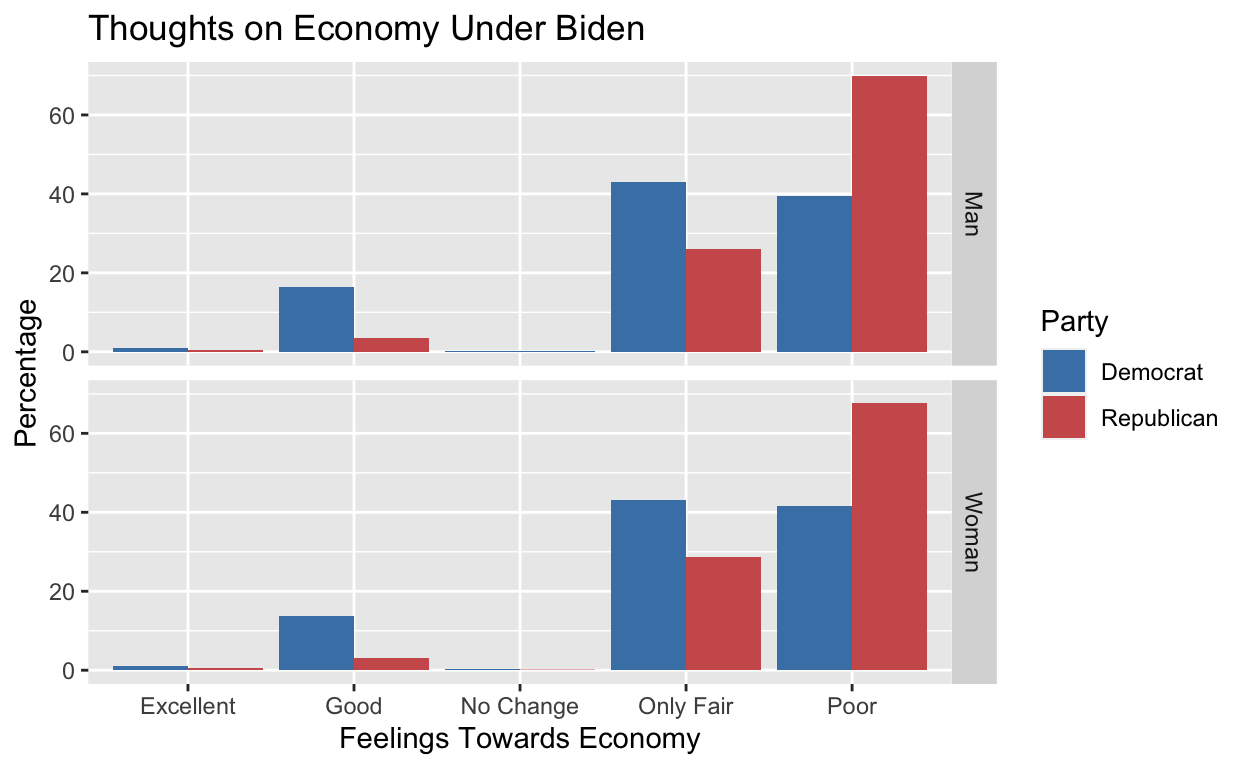 Thoughts on Economy Under Biden
Percentage
60
40
20
0
Man
60
40
20
0
Woman
Excellent Good No Change Only Fair Poor
Feelings Towards Economy
Party
Democrat
Republican